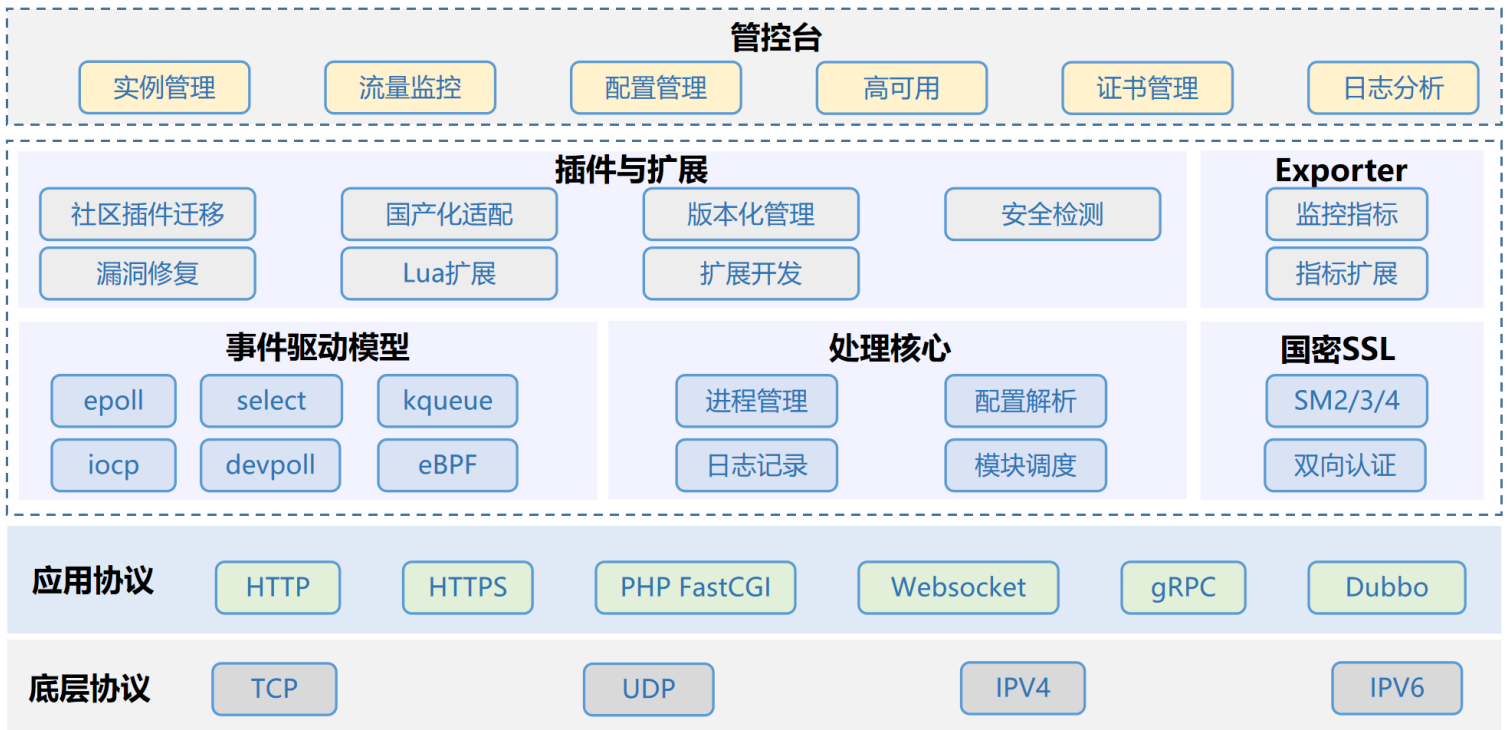 管控台
实例管理 流量监控 配置管理 高可用 证书管理 日志分析
插件与扩展
社区插件迁移 国产化适配 版本化管理 安全检测
漏洞修复 Lua扩展 扩展开发
Exporter
监控指标
指标扩展
事件驱动模型
epoll select kqueue
iocp devpoll eBPF
处理核心
进程管理 配置解析
日志记录 模块调度
国密SSL
SM2/3/4
双向认证
应用协议 HTTP HTTPS PHP FastCGI Websocket gRPC Dubbo
底层协议 TCP UDP IPV4 IPV6